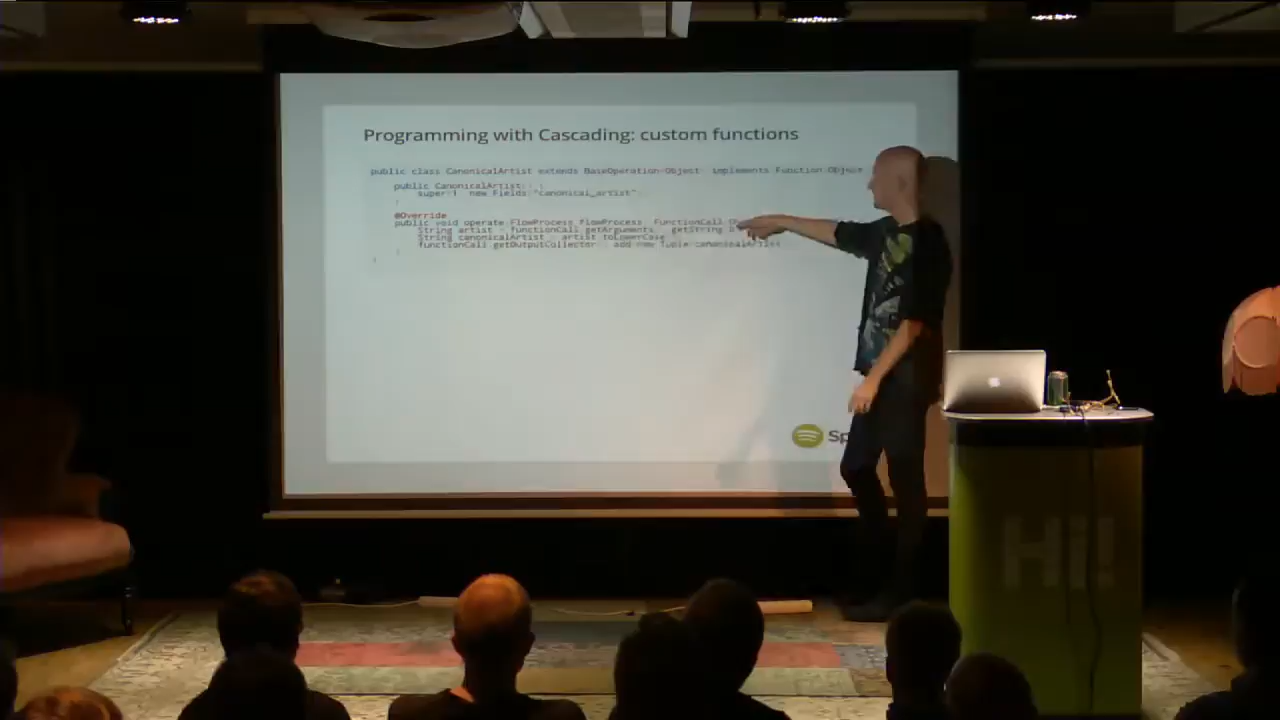 Programming with Cascading: custom functions
public class CanonicalArtist extends BaseOperation<Object> implements Function<Object
public CanonicalArtist
super(1, new Fields("canonical_artist"
@Override
public void operate FlowProcess flowProcess, FunctionCall
String artist = functionCall.getArguments getString
String canonicalArtist = artist.toLowerCase
functionCall.getOutputCollector add new Tuple canonicalArtist
Sp
Hi!